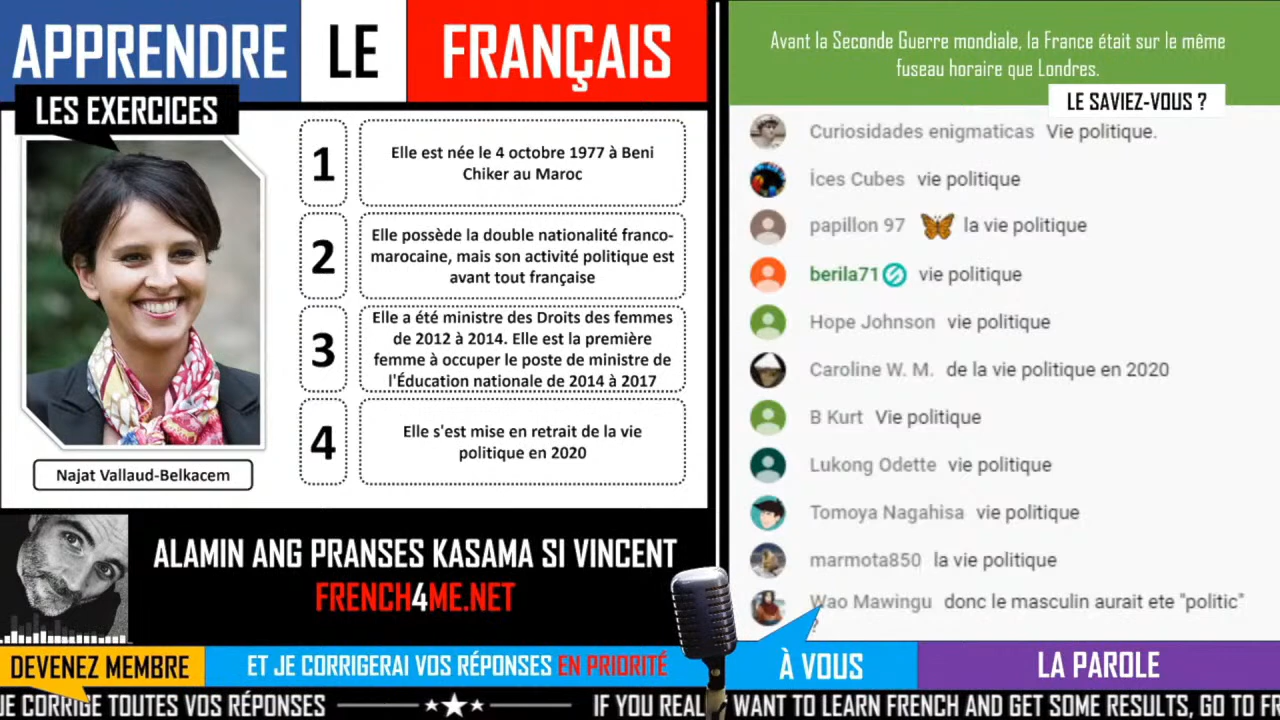 APPRENDRE LE FRANÇAIS
LES EXERCICES
1
Elle est née le 4 octobre 1977 à Beni
Chiker au Maroc
2
Elle possède la double nationalité franco-
marocaine, mais son activité politique est
avant tout française
3
Elle a été ministre des Droits des femmes
de 2012 à 2014. Elle est la première
femme à occuper le poste de ministre de
l'Éducation nationale de 2014 à 2017
4
Elle s'est mise en retrait de la vie
politique en 2020
Najat Vallaud-Belkacem
ALAMIN ANG PRANSES KASAMA SI VINCENT
FRENCH4ME.NET
Avant la Seconde Guerre mondiale, la France était sur le même
fuseau horaire que Londres.
LE SAVIEZ-VOUS ?
Curiosidades enigmaticas Vie politique.
İces Cubes vie politique
papillon 97 la vie politique
berila71 vie politique
Hope Johnson vie politique
Caroline W. M. de la vie politique en 2020
B Kurt Vie politique
Lukong Odette vie politique
Tomoya Nagahisa vie politique
marmota850 la vie politique
Wao Mawingu donc le masculin aurait ete "politic"
?
DEVENEZ MEMBRE
ET JE CORRIGERAI VOS RÉPONSES EN PRIORITÉ
À VOUS
LA PAROLE
JE CORRIGE TOUTES VOS RÉPONSES
IF YOU REAL WANT TO LEARN FRENCH AND GET SOME RESULTS, GO TO FR